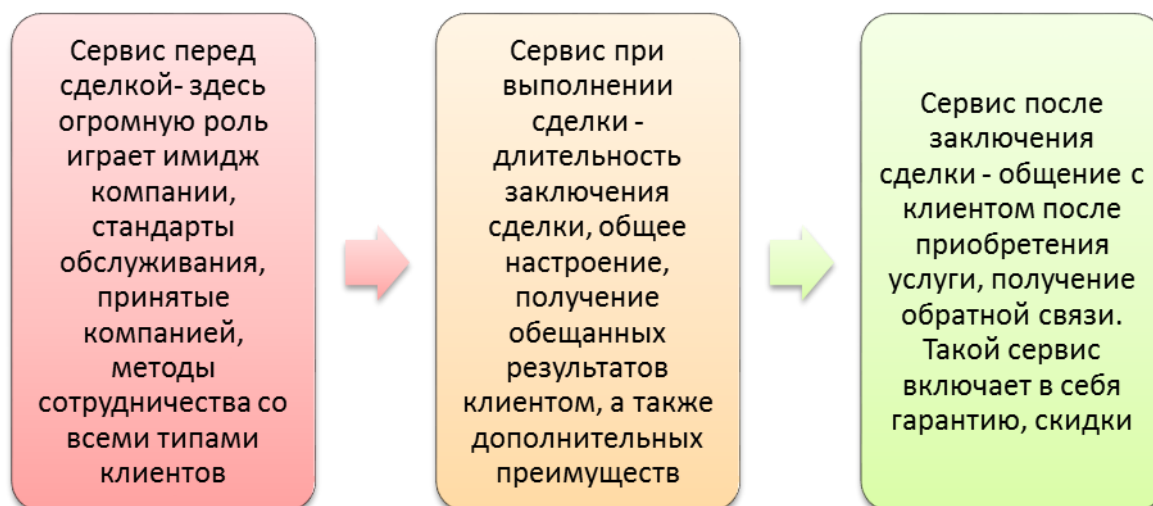 Сервис перед
сделкой- здесь
огромную роль
играет имидж
компании,
стандарты
обслуживания,
принятые
компанией,
методы
сотрудничества со
всеми типами
клиентов
Сервис при
выполнении
сделки -
длительность
заключения
сделки, общее
настроение,
получение
обещанных
результатов
клиентом, а также
дополнительных
преимуществ
Сервис после
заключения
сделки - общение с
клиентом после
приобретения
услуги, получение
обратной связи.
Такой сервис
включает в себя
гарантию, скидки